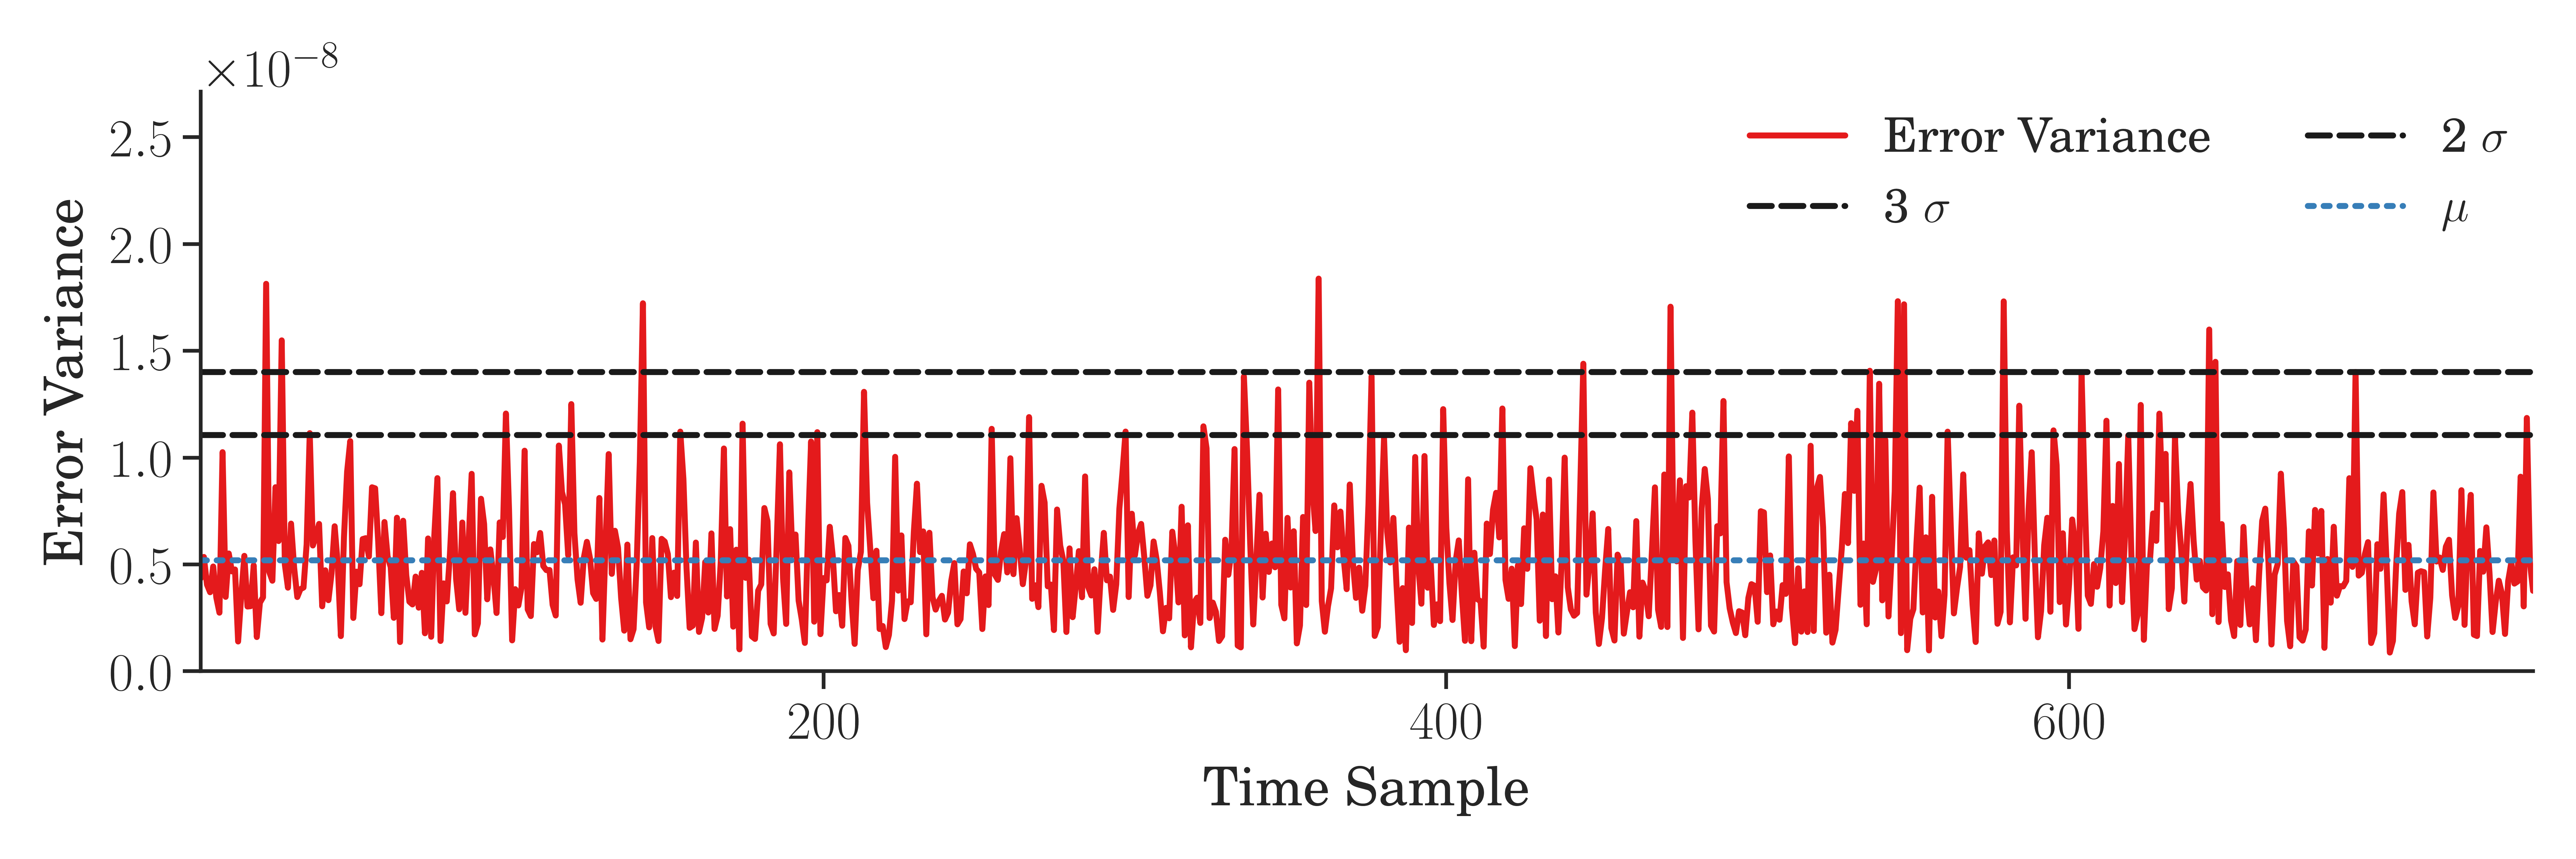 ×10⁻⁸
2.5
2.0
1.5
1.0
0.5
0.0
Error Variance
Error Variance
3 σ
2 σ
μ
200
400
600
Time Sample